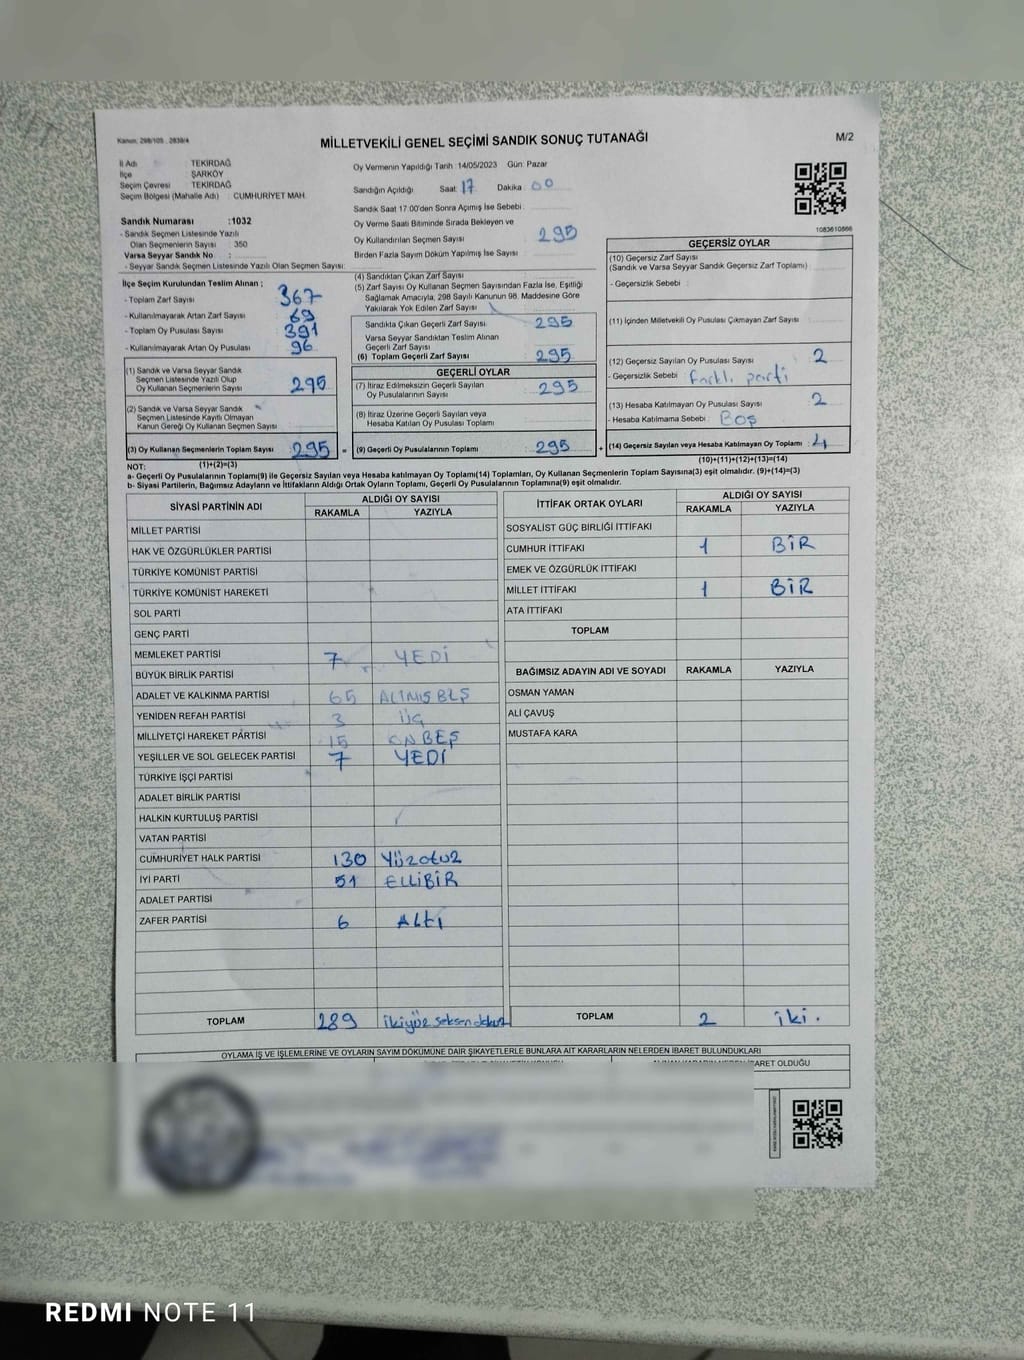 Kanun: 298/105 , 2839/4
MİLLETVEKİLİ GENEL SEÇİMİ SANDIK SONUÇ TUTANAĞI
M/2
İl Adı : TEKİRDAĞ
İlçe : ŞARKÖY
Seçim Çevresi : TEKİRDAĞ
Seçim Bölgesi (Mahalle Adı) : CUMHURİYET MAH.
Sandık Numarası :1032
- Sandık Seçmen Listesinde Yazılı
Olan Seçmenlerin Sayısı : 350
Varsa Seyyar Sandık No :
- Seyyar Sandık Seçmen Listesinde Yazılı Olan Seçmen Sayısı:
Oy Vermenin Yapıldığı Tarih :14/05/2023 Gün: Pazar
Sandığın Açıldığı Saat: 17 Dakika : 00
Sandık Saat 17:00'den Sonra Açımış İse Sebebi:
Oy Verme Saati Bitiminde Sırada Bekleyen ve
Oy Kullandırılan Seçmen Sayısı : 295
Birden Fazla Sayım Dökümü Yapılmış İse Sayısı :
1083610866
İlçe Seçim Kurulundan Teslim Alınan ;
- Toplam Zarf Sayısı : 367
- Kullanılmayarak Artan Zarf Sayısı : 69
- Toplam Oy Pusulası Sayısı : 391
- Kullanılmayarak Artan Oy Pusulası : 96
(1) Sandık ve Varsa Seyyar Sandık
Seçmen Listesinde Yazılı Olup
Oy Kullanan Seçmenlerin Sayısı : 295
(2) Sandık ve Varsa Seyyar Sandık
Seçmen Listesinde Kayıtlı Olmayan
Kanun Gereği Oy Kullanan Seçmen Sayısı :
(3) Oy Kullanan Seçmenlerin Toplam Sayısı : 295
(1)+(2)=(3)
(4) Sandıktan Çıkan Zarf Sayısı :
(5) Zarf Sayısı Oy Kullanan Seçmen Sayısından Fazla İse, Eşitliği
Sağlamak Amacıyla, 298 Sayılı Kanunun 98. Maddesine Göre
Yakılarak Yok Edilen Zarf Sayısı :
Sandıkta Çıkan Geçerli Zarf Sayısı : 295
Varsa Seyyar Sandıktan Teslim Alınan
Geçerli Zarf Sayısı :
(6) Toplam Geçerli Zarf Sayısı : 295
GEÇERLİ OYLAR
(7) İtiraz Edilmeksizin Geçerli Sayılan
Oy Pusulalarının Sayısı : 295
(8) İtiraz Üzerine Geçerli Sayılan veya
Hesaba Katılan Oy Pusulaları Toplamı :
= (9) Geçerli Oy Pusulalarının Toplamı : 295 +
GEÇERSİZ OYLAR
(10) Geçersiz Zarf Sayısı
(Sandık ve Varsa Seyyar Sandık Geçersiz Zarf Toplamı) :
- Geçersizlik Sebebi :
(11) İçinden Milletvekili Oy Pusulası Çıkmayan Zarf Sayısı :
(12) Geçersiz Sayılan Oy Pusulası Sayısı : 2
- Geçersizlik Sebebi : farklı parti
(13) Hesaba Katılmayan Oy Pusulası Sayısı : 2
- Hesaba Katılmama Sebebi : Boş
(14) Geçersiz Sayılan veya Hesaba Katılmayan Oy Toplamı : 4
(10)+(11)+(12)+(13)=(14)
NOT:
a- Geçerli Oy Pusulalarının Toplamı(9) ile Geçersiz Sayılan veya Hesaba katılmayan Oy Toplamı(14) Toplamları, Oy Kullanan Seçmenlerin Toplam Sayısına(3) eşit olmalıdır. (9)+(14)=(3)
b- Siyasi Partilerin, Bağımsız Adayların ve İttifakların Aldığı Ortak Oyların Toplamı, Geçerli Oy Pusulalarının Toplamına(9) eşit olmalıdır.
SİYASİ PARTİNİN ADI
ALDIĞI OY SAYISI
RAKAMLA YAZIYLA
MİLLET PARTİSİ
HAK VE ÖZGÜRLÜKLER PARTİSİ
TÜRKİYE KOMÜNİST PARTİSİ
TÜRKİYE KOMÜNİST HAREKETİ
SOL PARTİ
GENÇ PARTİ
MEMLEKET PARTİSİ 7 YEDİ
BÜYÜK BİRLİK PARTİSİ
ADALET VE KALKINMA PARTİSİ 65 ALTMIŞ BEŞ
YENİDEN REFAH PARTİSİ 3 ÜÇ
MİLLİYETÇİ HAREKET PARTİSİ 15 ON BEŞ
YEŞİLLER VE SOL GELECEK PARTİSİ 7 YEDİ
TÜRKİYE İŞÇİ PARTİSİ
ADALET BİRLİK PARTİSİ
HALKIN KURTULUŞ PARTİSİ
VATAN PARTİSİ
CUMHURİYET HALK PARTİSİ 130 Yüzotuz
İYİ PARTİ 51 ELLİBİR
ADALET PARTİSİ
ZAFER PARTİSİ 6 Altı
TOPLAM 289 ikiyüz seksen dokuz
İTTİFAK ORTAK OYLARI
ALDIĞI OY SAYISI
RAKAMLA YAZIYLA
SOSYALİST GÜÇ BİRLİĞİ İTTİFAKI
CUMHUR İTTİFAKI 1 BİR
EMEK VE ÖZGÜRLÜK İTTİFAKI
MİLLET İTTİFAKI 1 BİR
ATA İTTİFAKI
TOPLAM
BAĞIMSIZ ADAYIN ADI VE SOYADI RAKAMLA YAZIYLA
OSMAN YAMAN
ALİ ÇAVUŞ
MUSTAFA KARA
TOPLAM 2 iki.
OYLAMA İŞ VE İŞLEMLERİNE VE OYLARIN SAYIM DÖKÜMÜNE DAİR ŞİKAYETLERLE BUNLARA AİT KARARLARIN NELERDEN İBARET BULUNDUKLARI
BARET OLDUĞU
REDMI NOTE 11